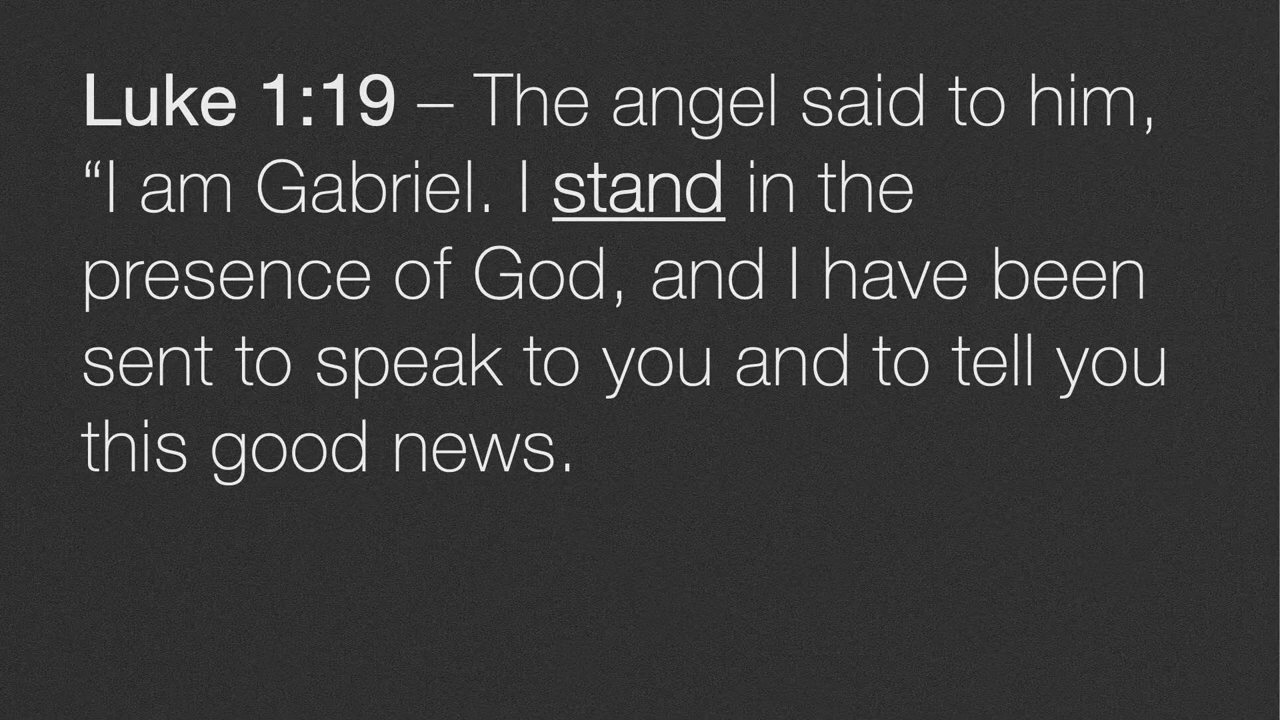 Luke 1:19 – The angel said to him,
“I am Gabriel. I stand in the
presence of God, and I have been
sent to speak to you and to tell you
this good news.